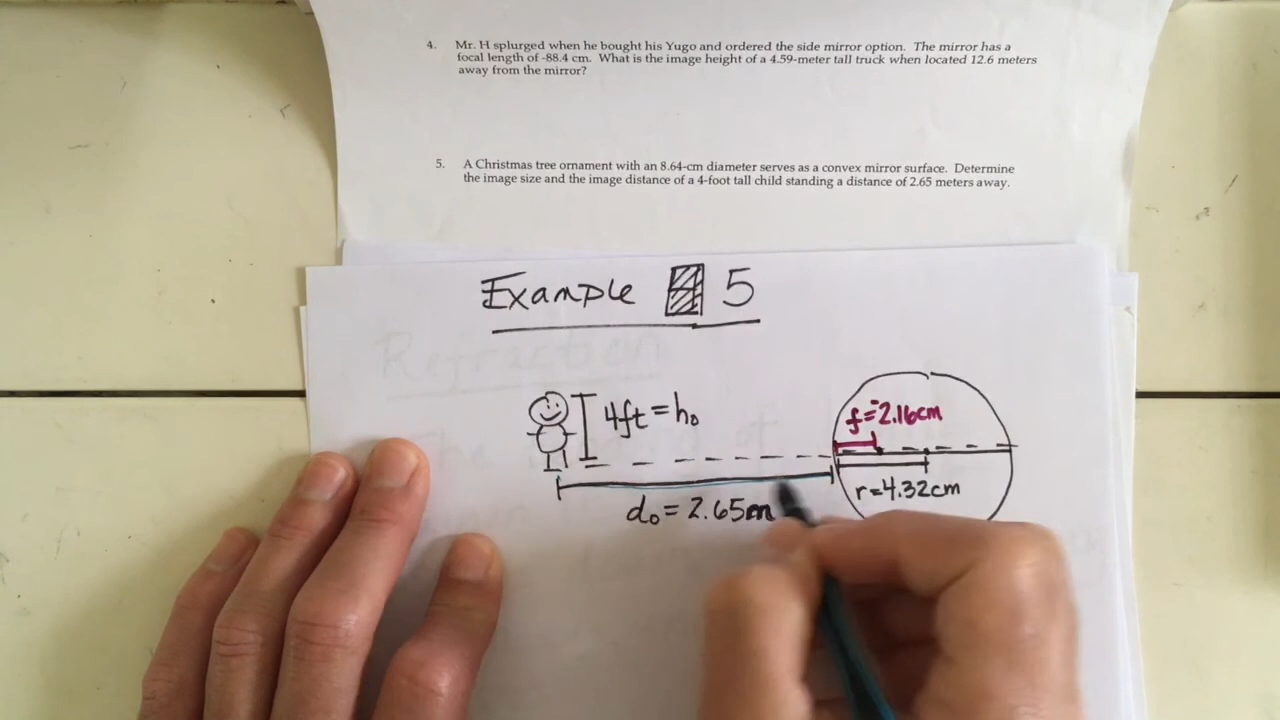 4. Mr. H splurged when he bought his Yugo and ordered the side mirror option. The mirror has a
focal length of -88.4 cm. What is the image height of a 4.59-meter tall truck when located 12.6 meters
away from the mirror?
5. A Christmas tree ornament with an 8.64-cm diameter serves as a convex mirror surface. Determine
the image size and the image distance of a 4-foot tall child standing a distance of 2.65 meters away.
Example 5
Refraction
4ft = ho
f=-2.16cm
r=4.32cm
do = 2.65m